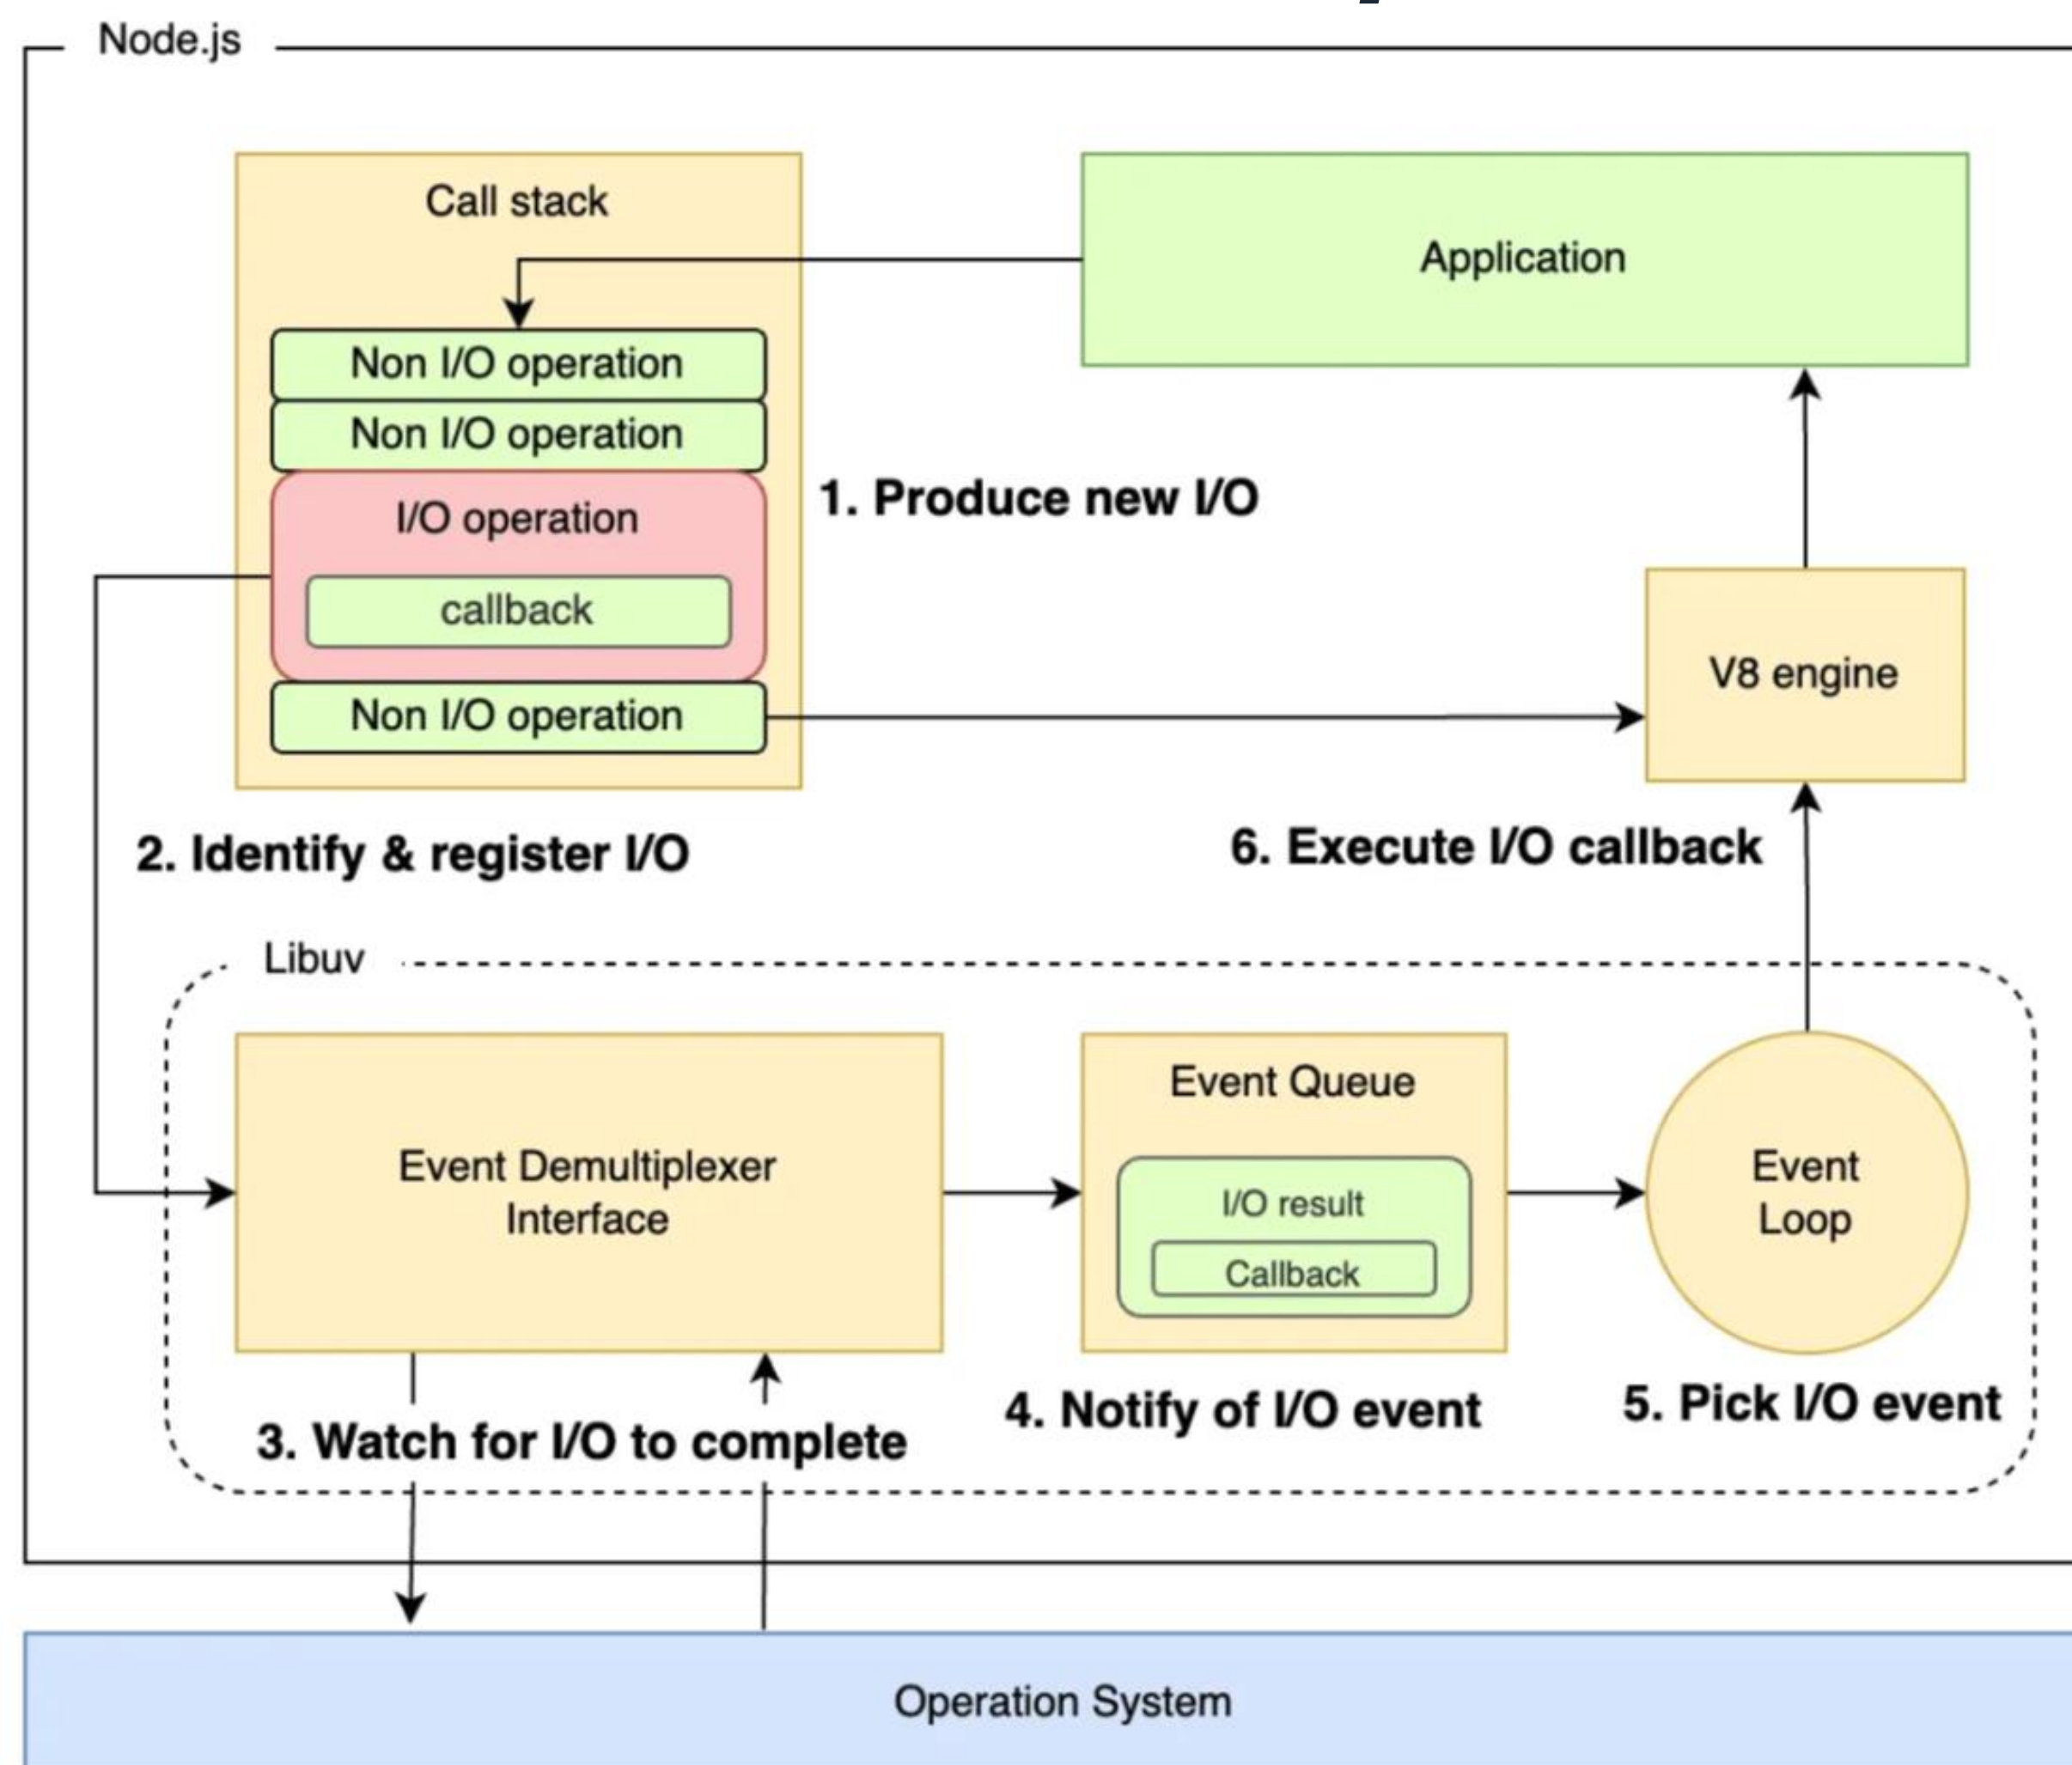 Node.js
Call stack
Application
Non I/O operation
Non I/O operation
I/O operation
callback
Non I/O operation
1. Produce new I/O
V8 engine
2. Identify & register I/O
6. Execute I/O callback
Libuv
Event Demultiplexer
Interface
Event Queue
I/O result
Callback
Event
Loop
3. Watch for I/O to complete
4. Notify of I/O event
5. Pick I/O event
Operation System